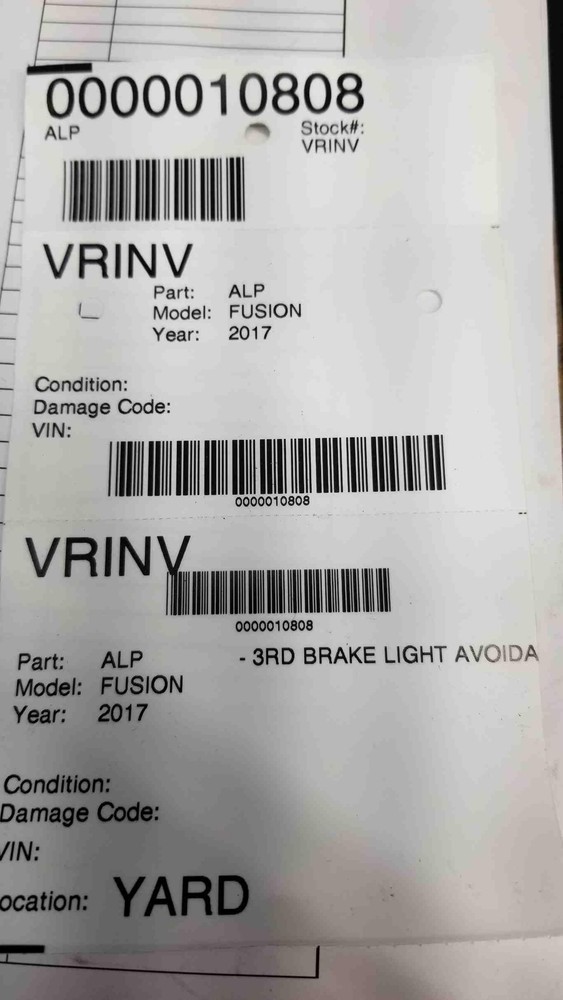 0000010808
ALP
Stock#:
VRINV
VRINV
Part: ALP
Model: FUSION
Year: 2017
Condition:
Damage Code:
VIN:
0000010808
VRINV
0000010808
Part: ALP - 3RD BRAKE LIGHT AVOIDA
Model: FUSION
Year: 2017
Condition:
Damage Code:
VIN:
ocation: YARD